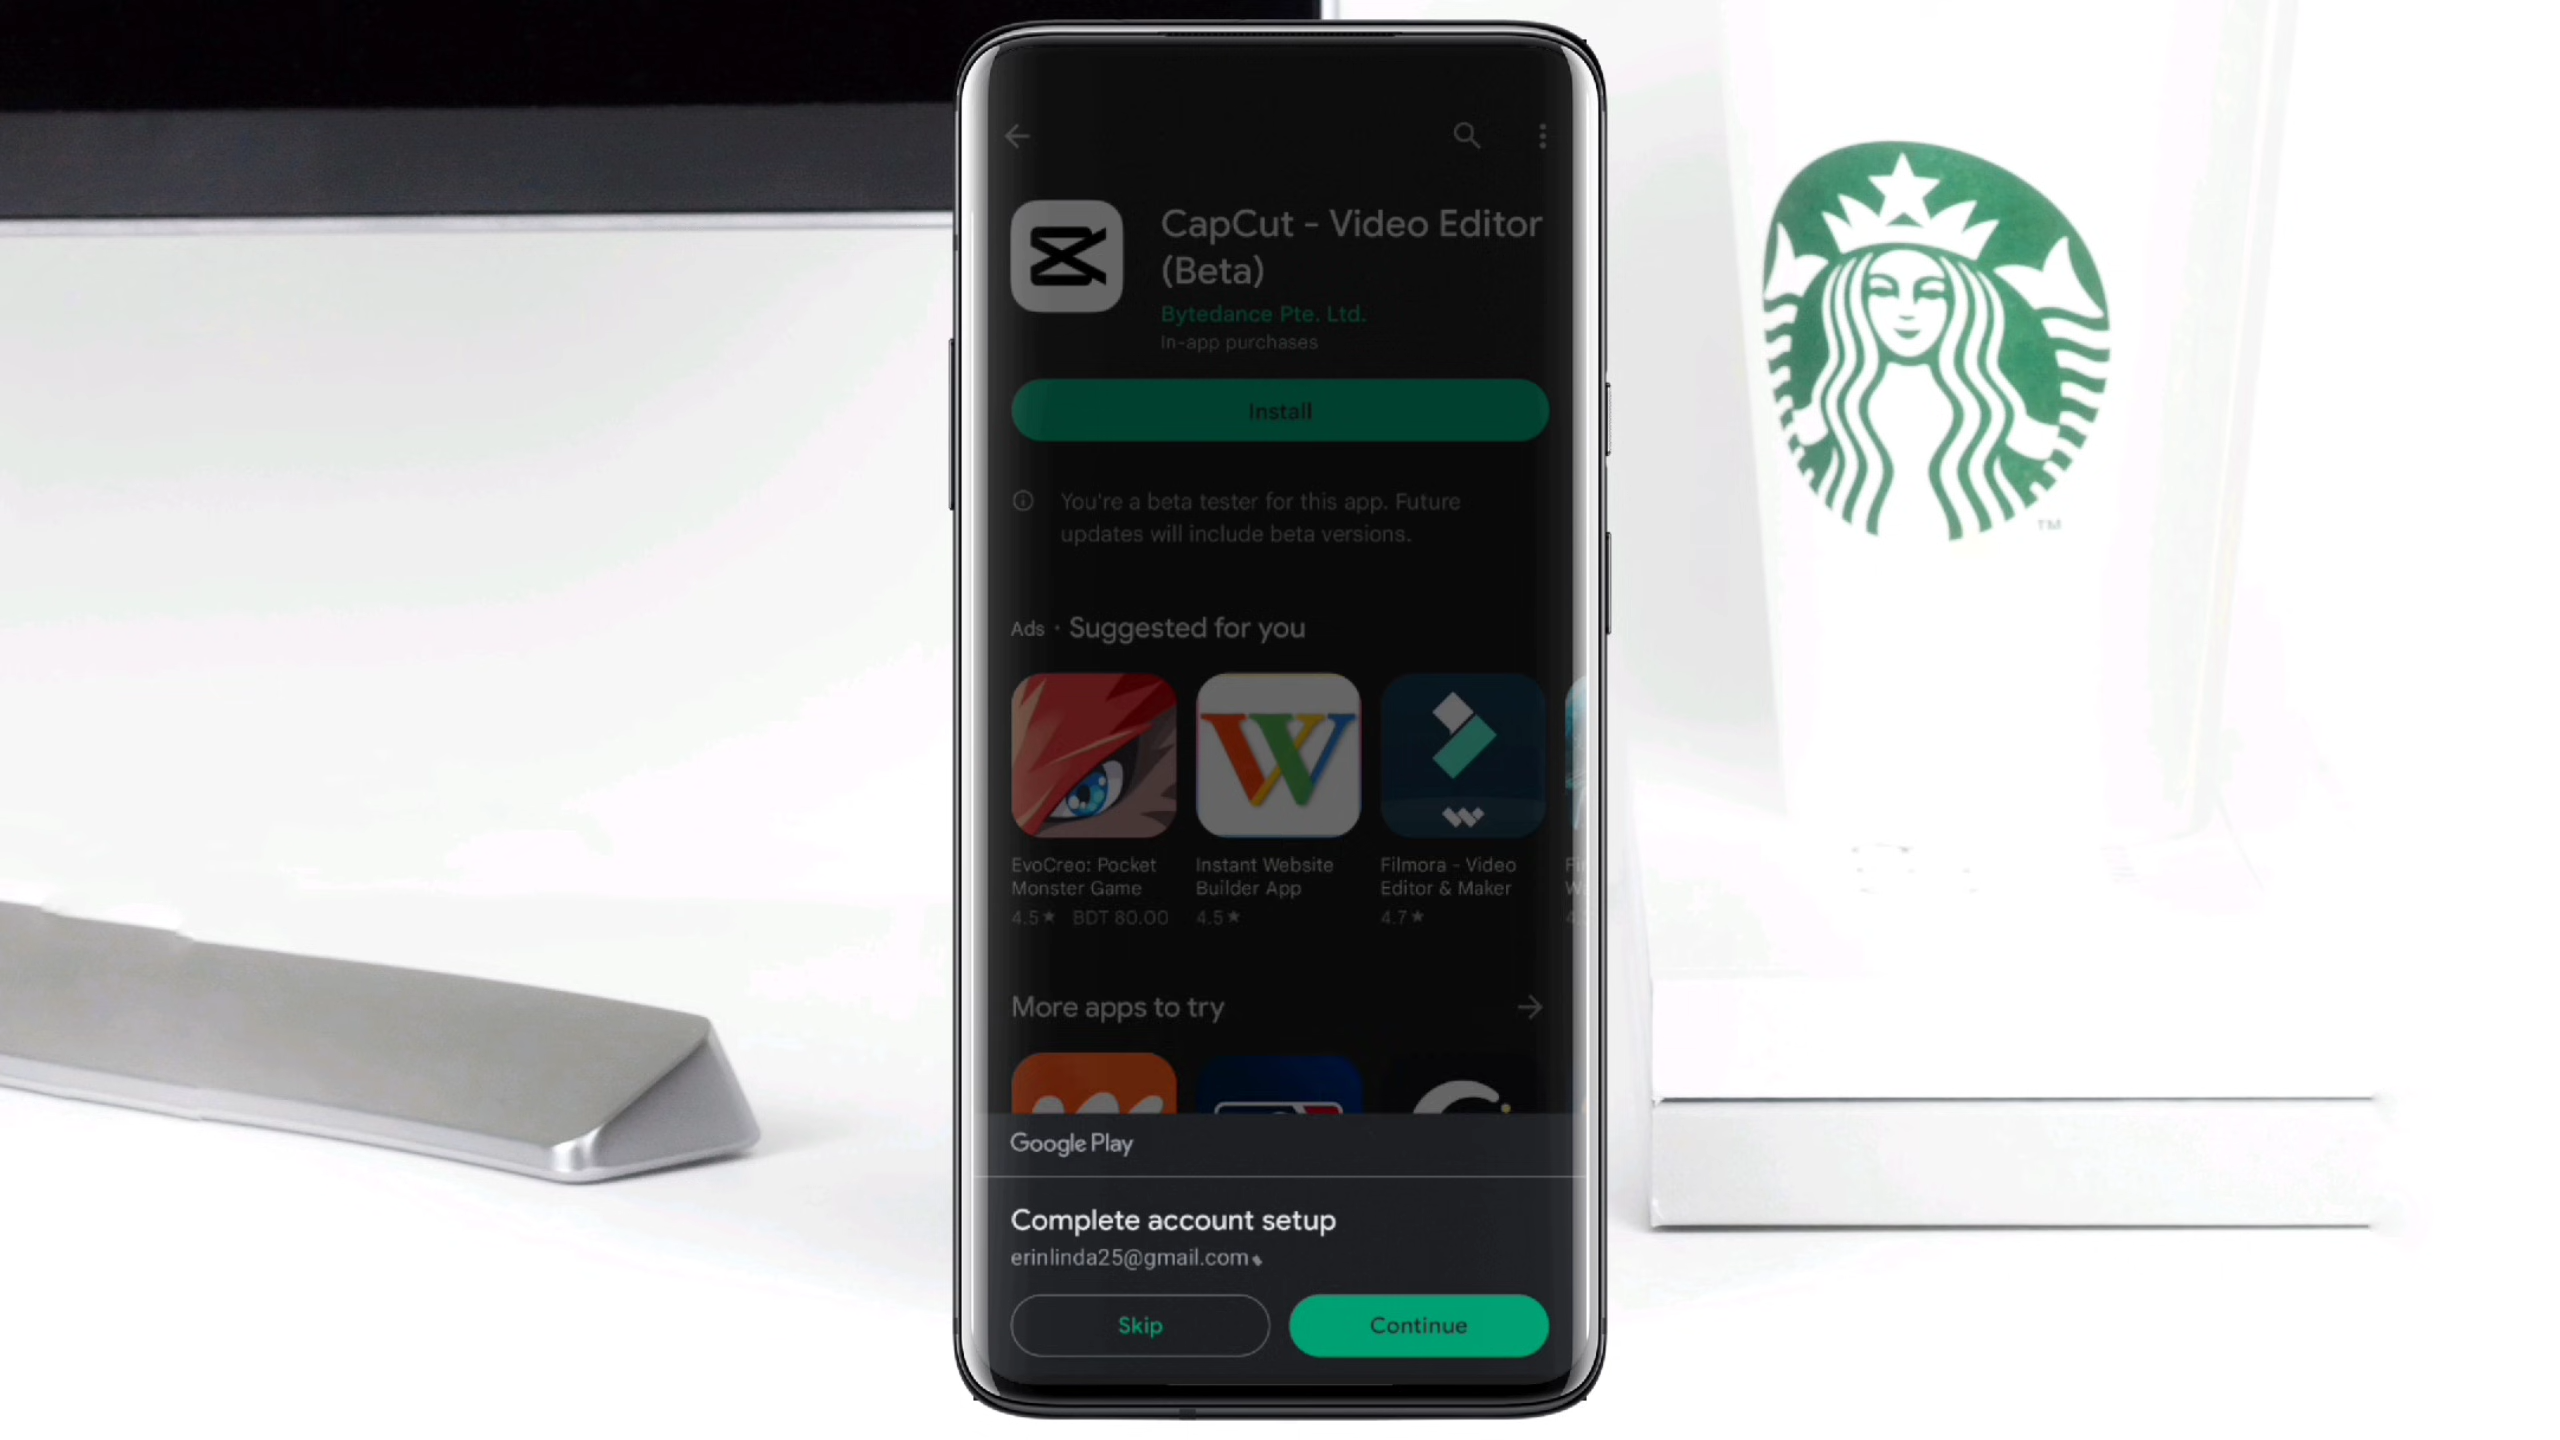 CapCut - Video Editor
(Beta)
Bytedance Pte. Ltd.
In-app purchases
Install
You're a beta tester for this app. Future
updates will include beta versions.
Ads • Suggested for you
EvoCreo: Pocket
Monster Game
4.5★ BDT 80.00
Instant Website
Builder App
4.5★
Filmora - Video
Editor & Maker
4.7★
More apps to try
Google Play
Complete account setup
erinlinda25@gmail.com
Skip
Continue
TM